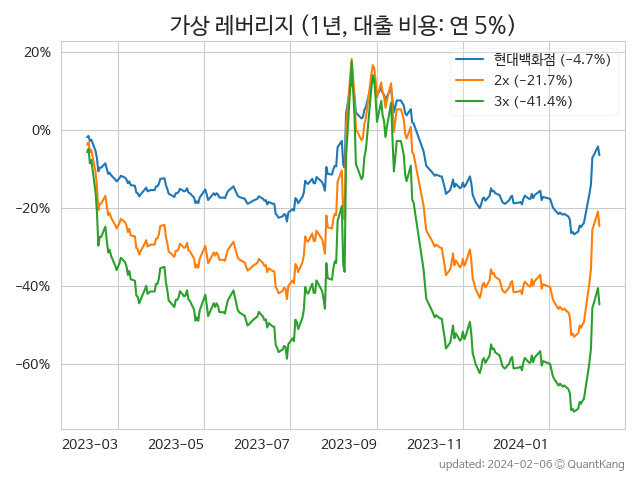 가상 레버리지 (1년, 대출 비용: 연 5%)
현대백화점 (−4.7%)
2x (−21.7%)
3x (−41.4%)
20%
0%
−20%
−40%
−60%
2023-03 2023-05 2023-07 2023-09 2023-11 2024-01
updated: 2024-02-06 © QuantKang